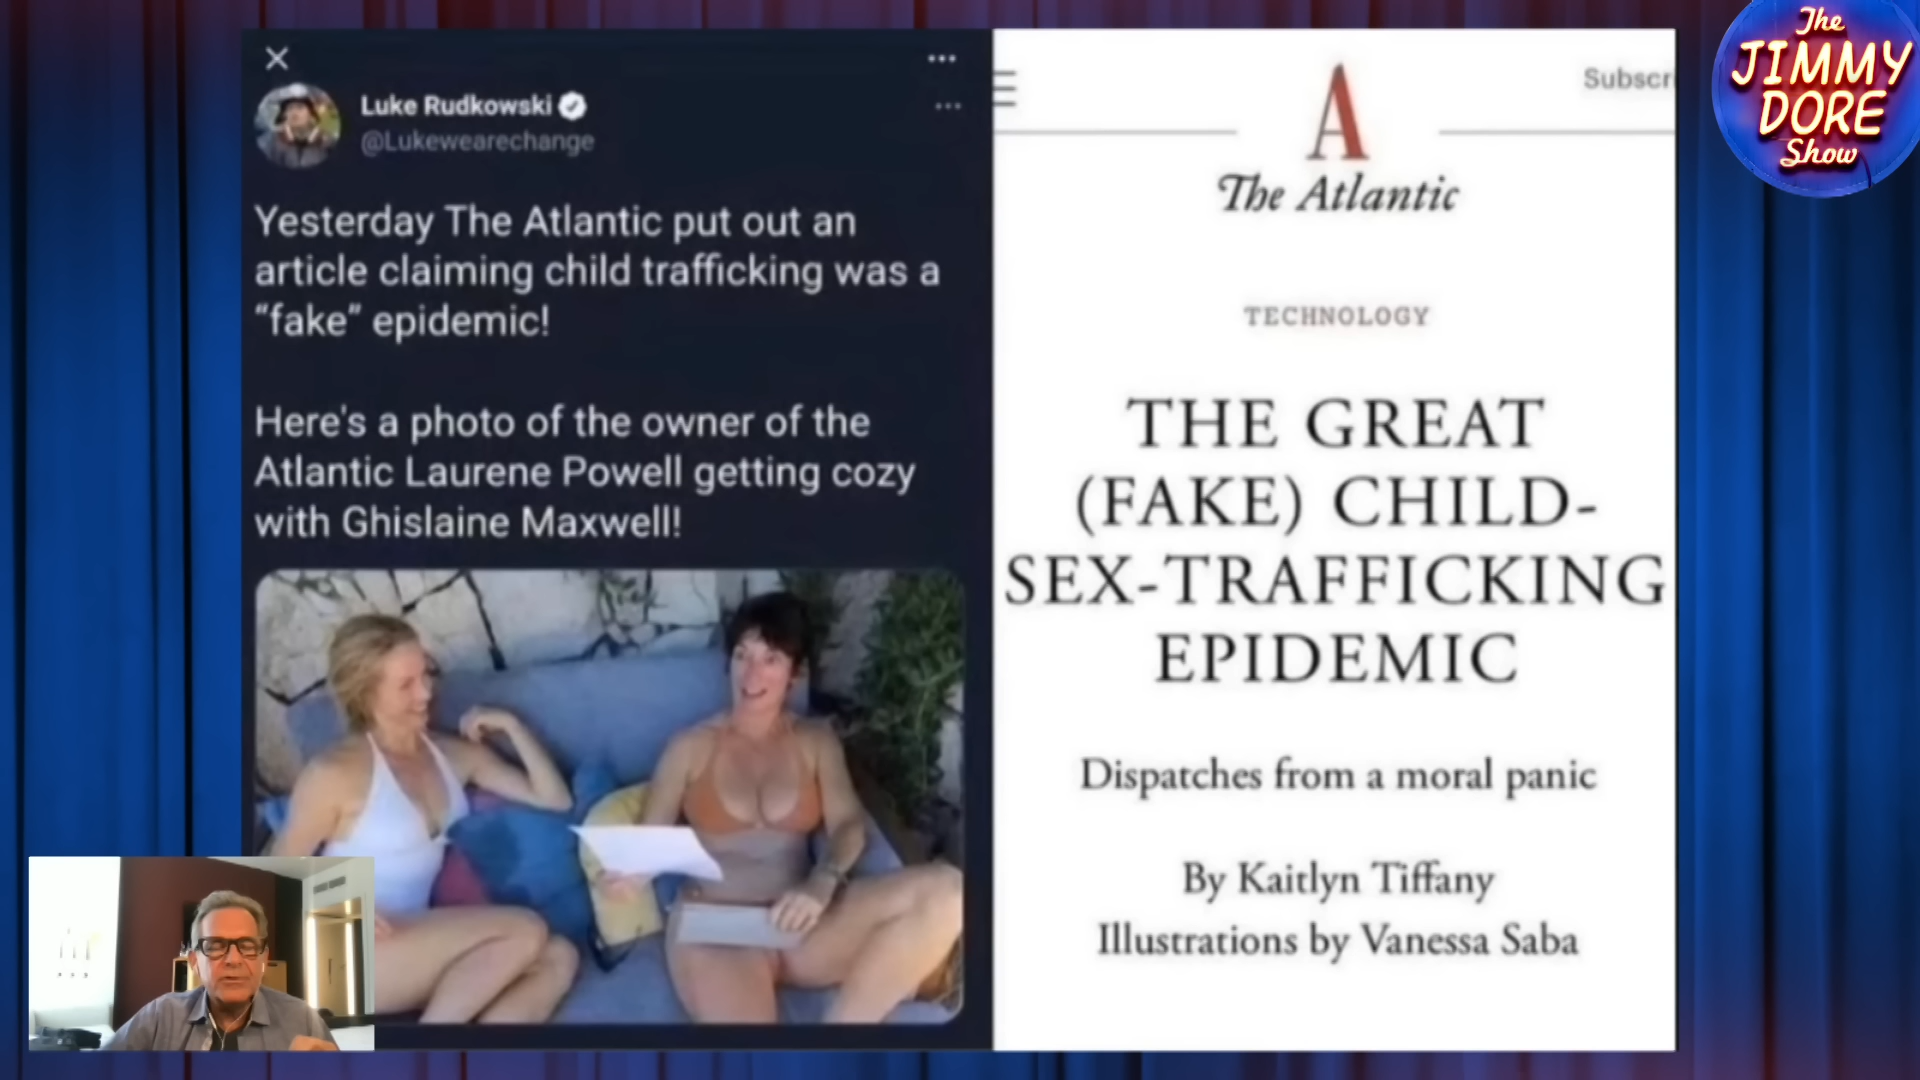 Luke Rudkowski
@Lukewearechange
Yesterday The Atlantic put out an
article claiming child trafficking was a
“fake” epidemic!
Here's a photo of the owner of the
Atlantic Laurene Powell getting cozy
with Ghislaine Maxwell!
Subscri
A
The Atlantic
TECHNOLOGY
THE GREAT
(FAKE) CHILD-
SEX-TRAFFICKING
EPIDEMIC
Dispatches from a moral panic
By Kaitlyn Tiffany
Illustrations by Vanessa Saba
The
JIMMY
DORE
Show